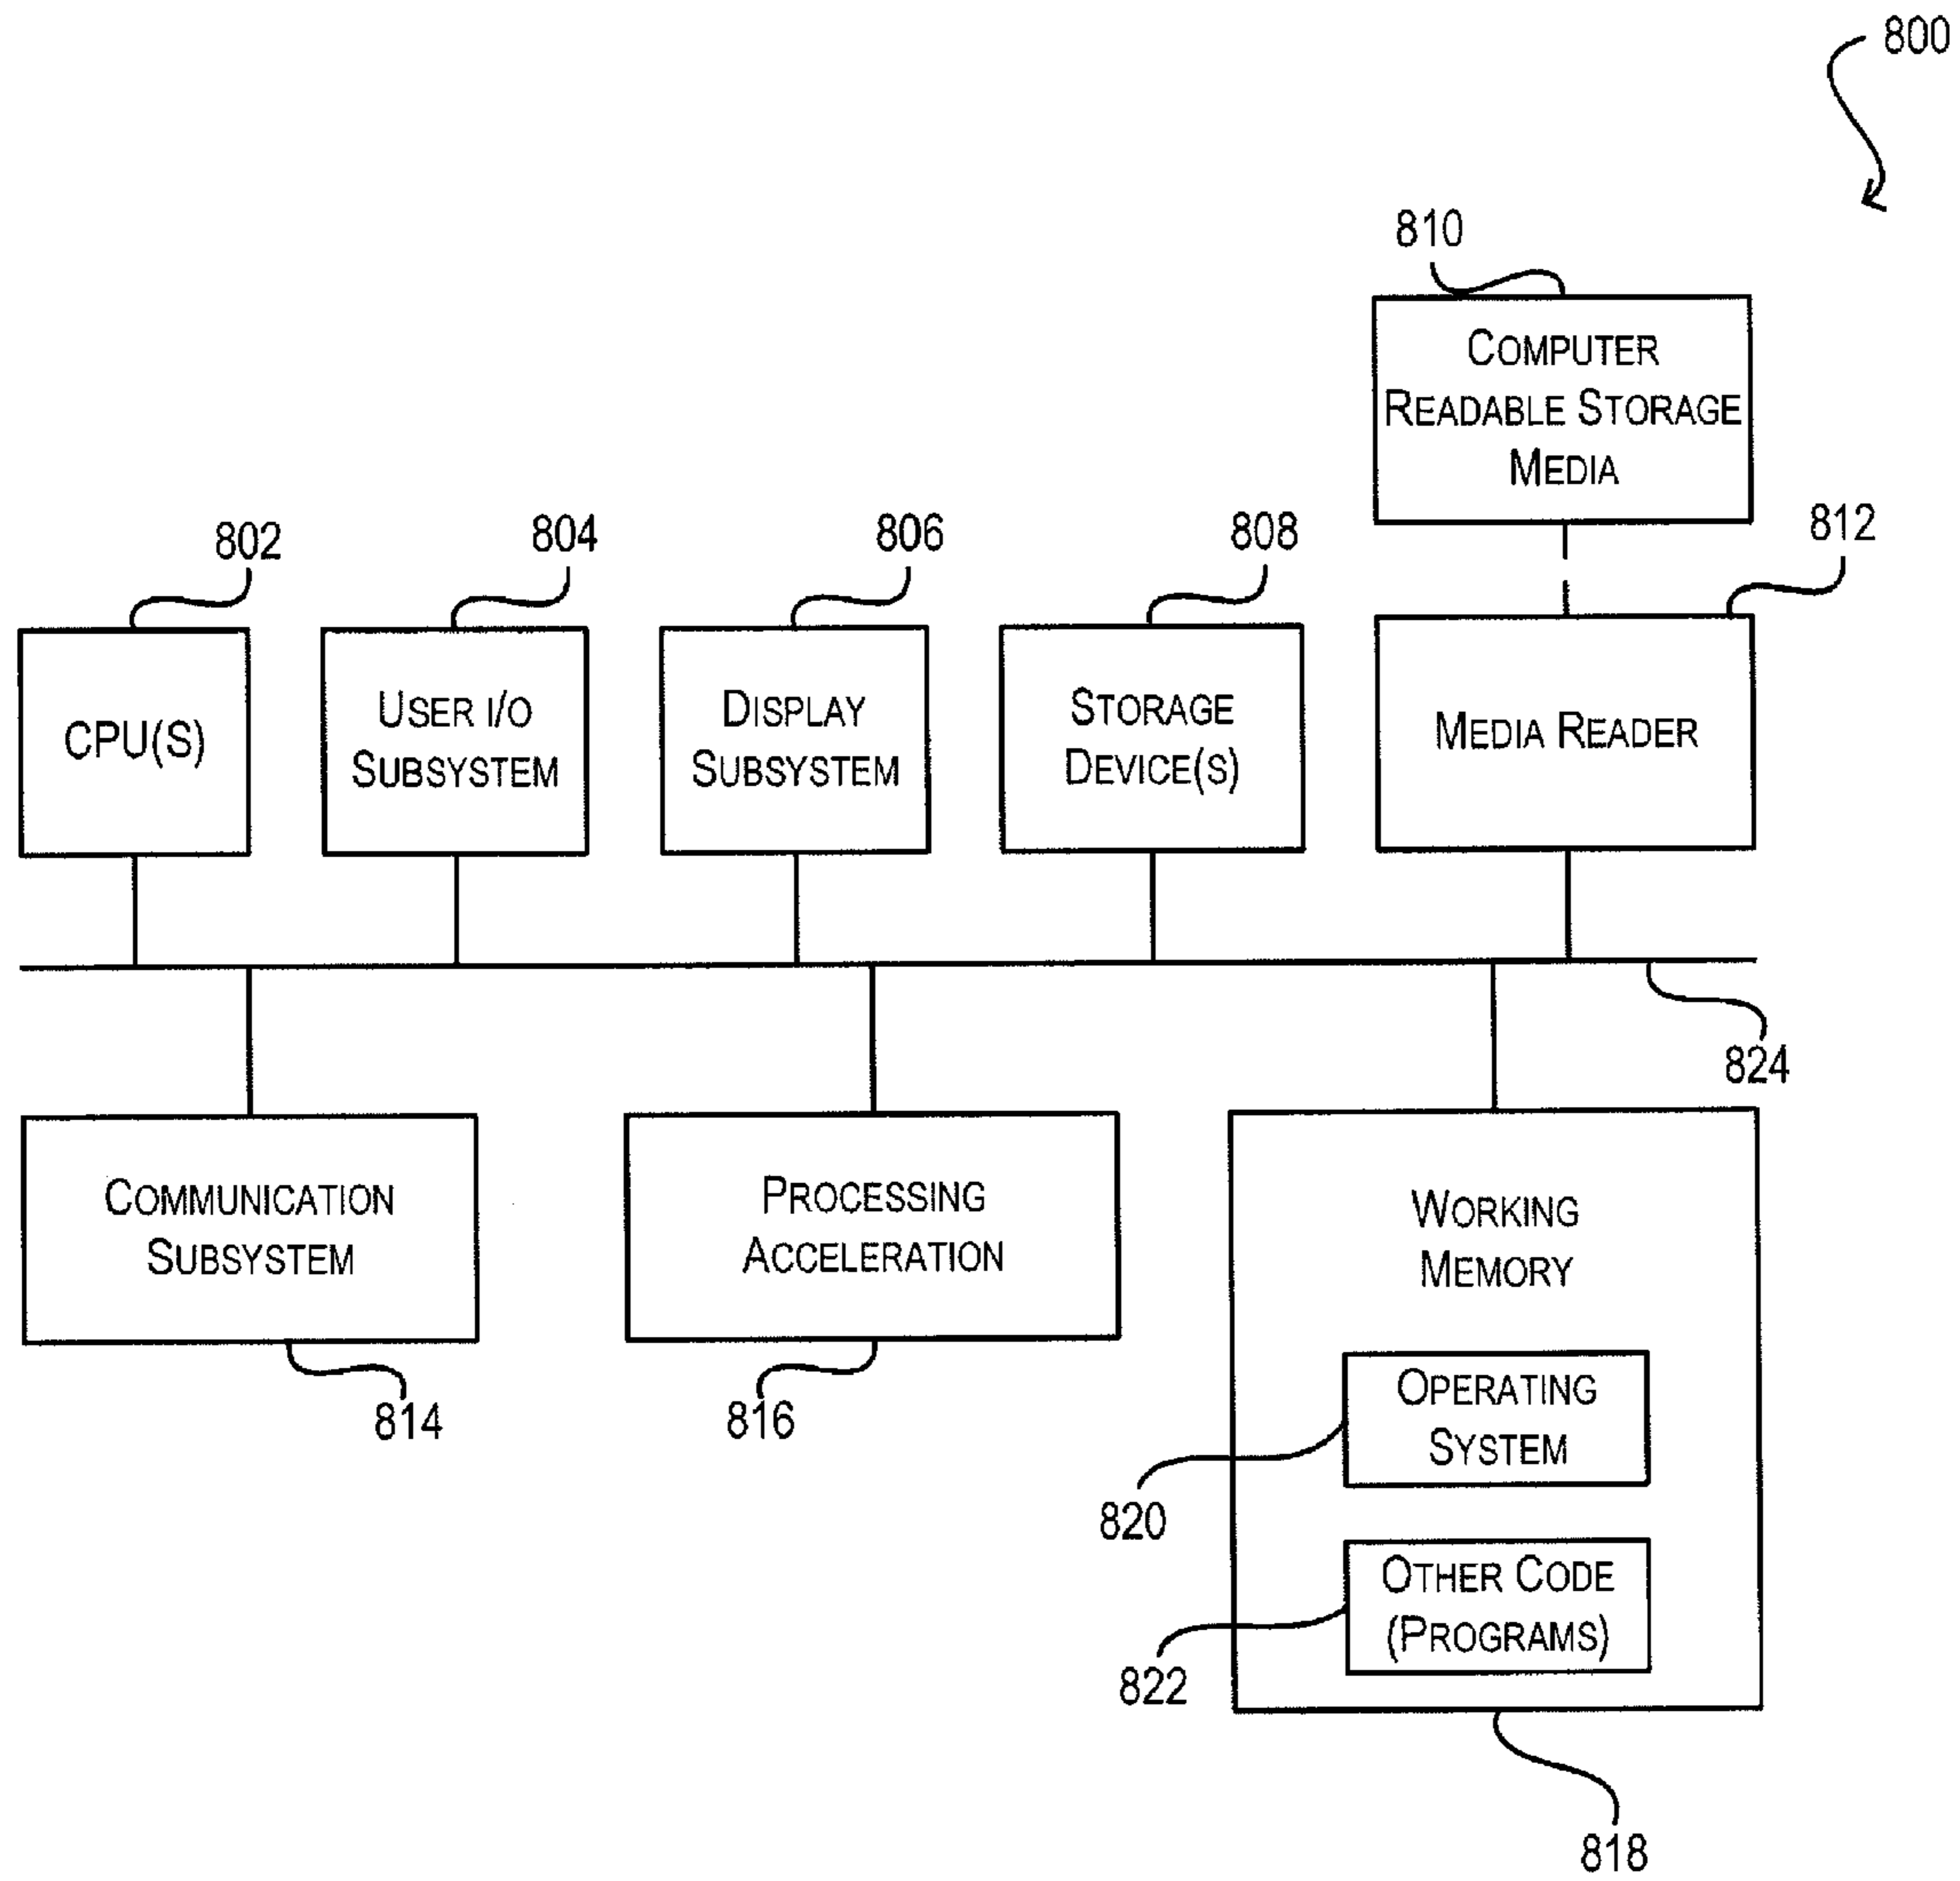 800
810
COMPUTER
READABLE STORAGE
MEDIA
802
804
806
808
812
CPU(S)
USER I/O
SUBSYSTEM
DISPLAY
SUBSYSTEM
STORAGE
DEVICE(S)
MEDIA READER
824
COMMUNICATION
SUBSYSTEM
PROCESSING
ACCELERATION
WORKING
MEMORY
814
816
OPERATING
SYSTEM
820
OTHER CODE
(PROGRAMS)
822
818